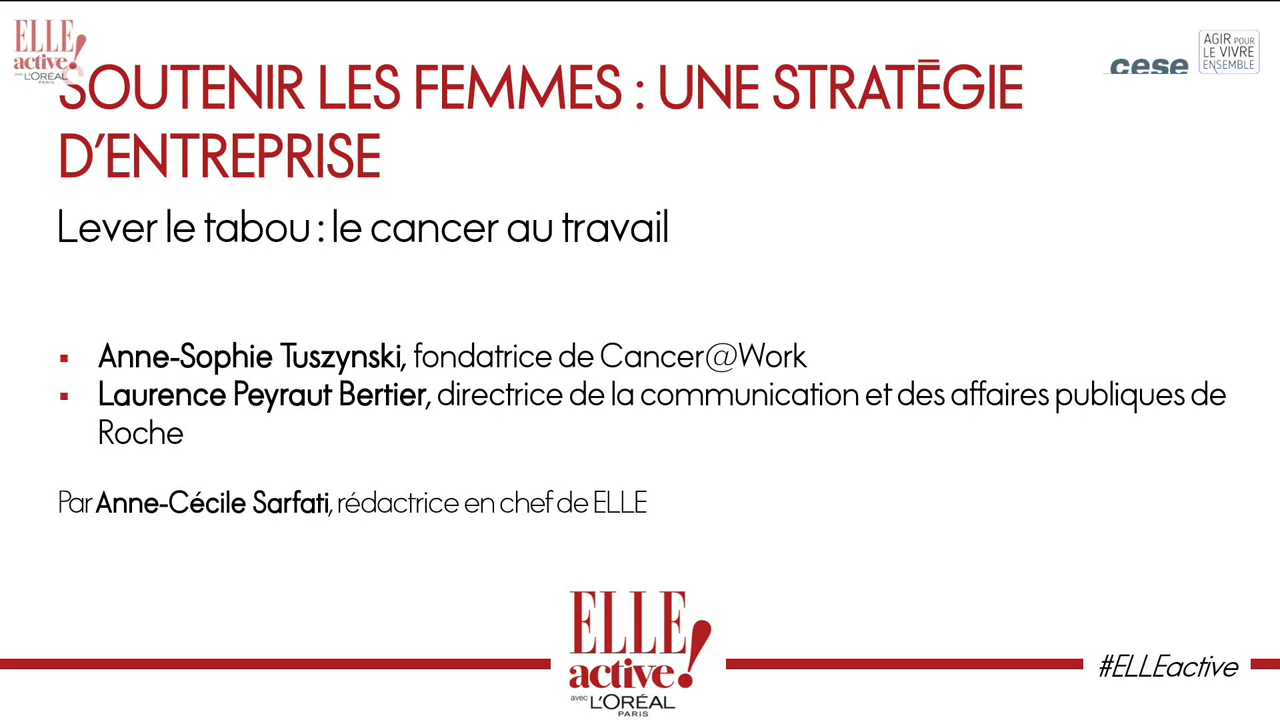 ELLE
active!
avec L'ORÉAL
PARIS
cese
AGIR POUR
LE VIVRE
ENSEMBLE
SOUTENIR LES FEMMES : UNE STRATÉGIE
D'ENTREPRISE
Lever le tabou : le cancer au travail
▪ Anne-Sophie Tuszynski, fondatrice de Cancer@Work
▪ Laurence Peyraut Bertier, directrice de la communication et des affaires publiques de
Roche
Par Anne-Cécile Sarfati, rédactrice en chef de ELLE
ELLE
active!
avec L'ORÉAL
PARIS
#ELLEactive